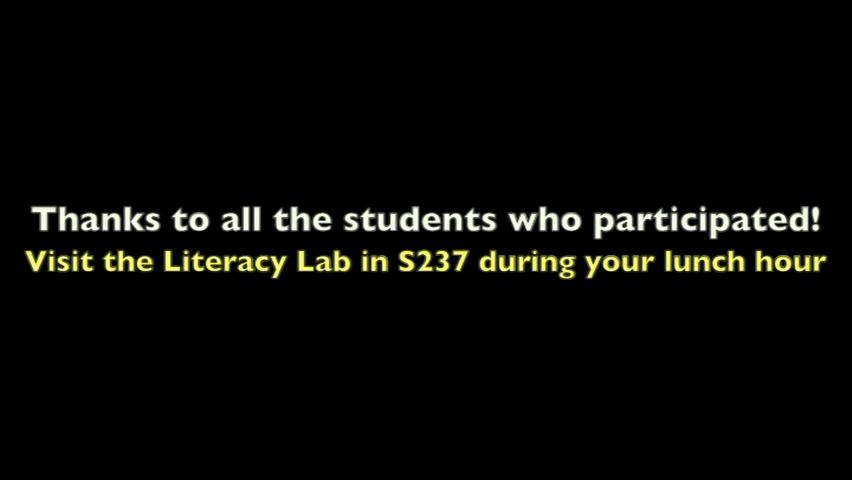 Thanks to all the students who participated!
Visit the Literacy Lab in S237 during your lunch hour